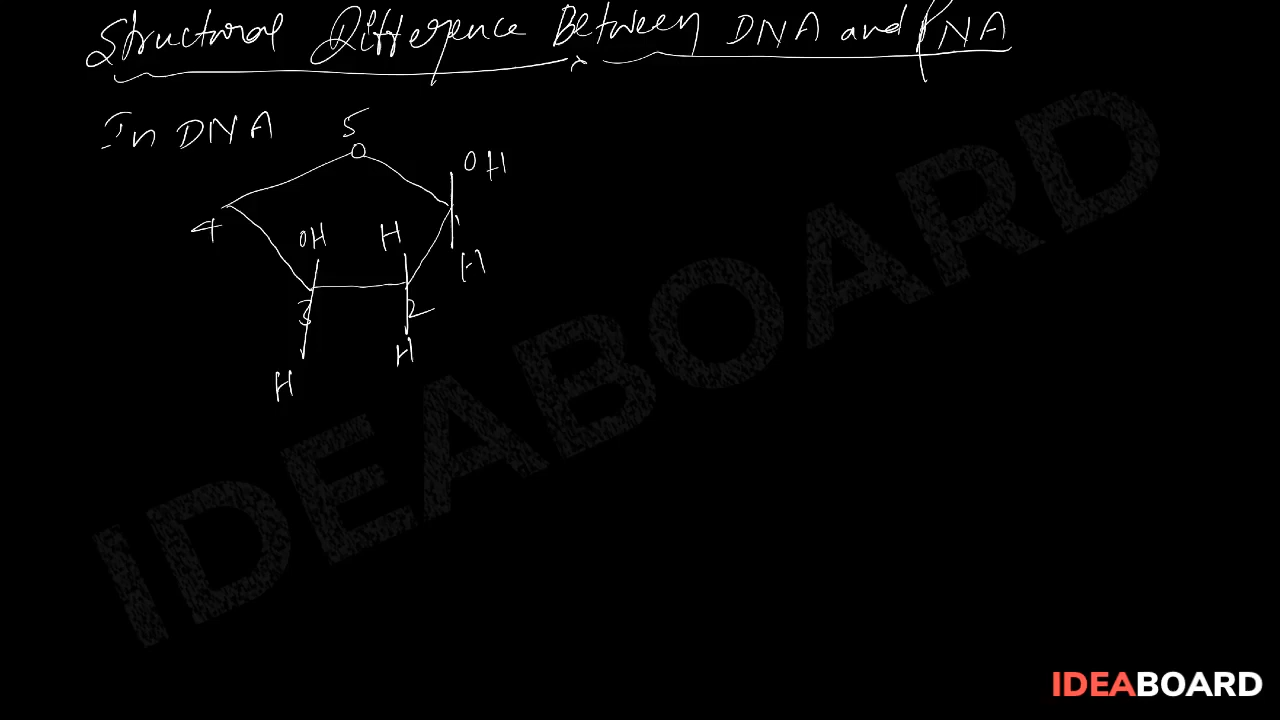 Structural Difference Between DNA and RNA
In DNA
5
O
OH
4
OH
H
1
H
3
2
H
H
IDEABOARD
IDEABOARD